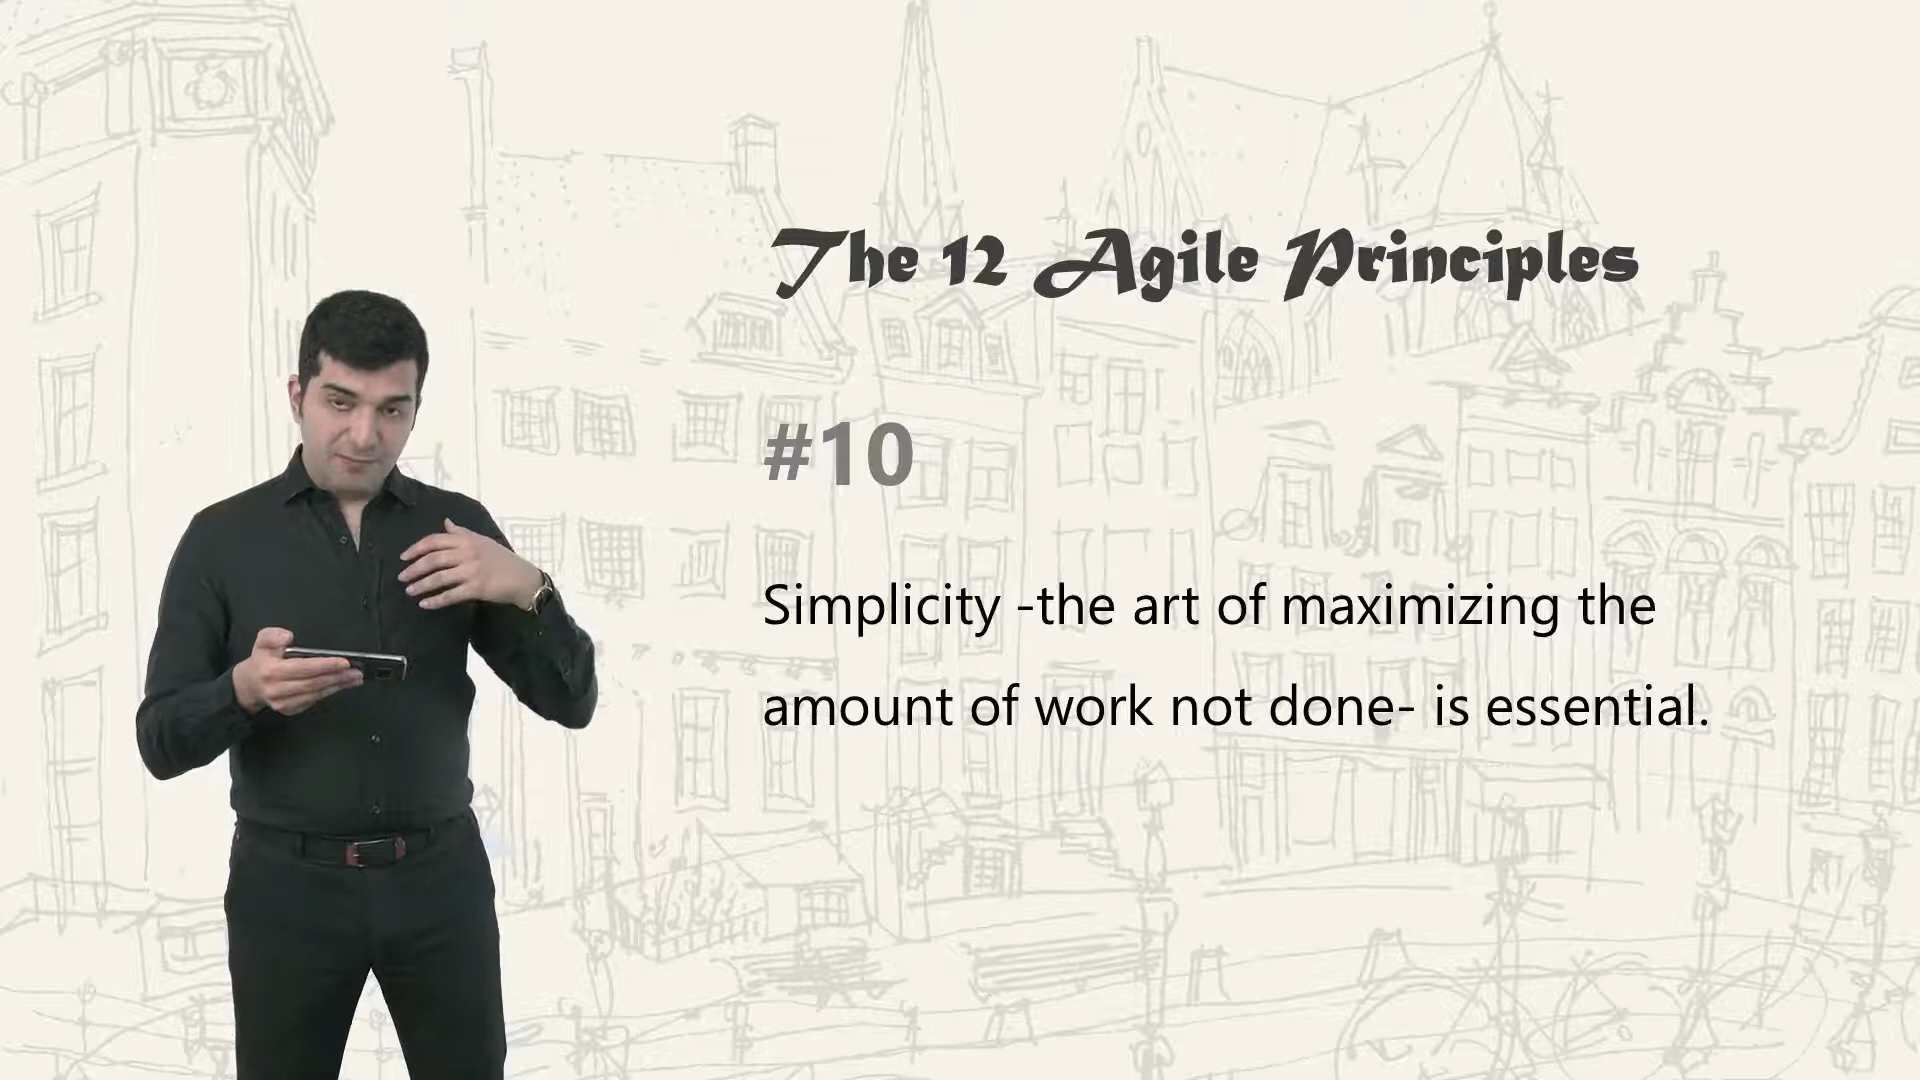 The 12 Agile Principles
#10
Simplicity -the art of maximizing the
amount of work not done- is essential.